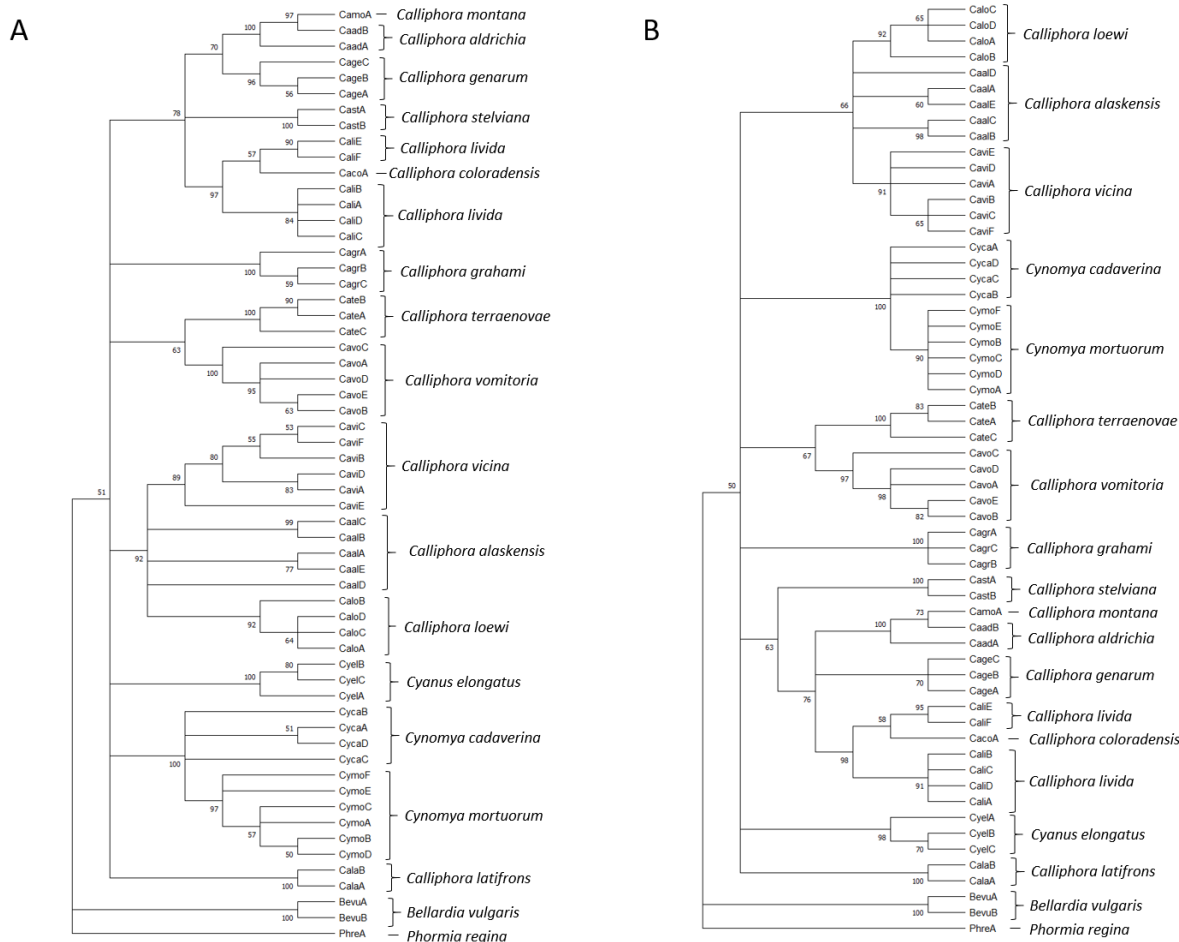 A
97
CamoA
Calliphora montana
100
CaadB
Calliphora aldrichia
CaadA
70
CageC
96
CageB
Calliphora genarum
56
CageA
78
CastA
Calliphora stelviana
100
CastB
90
CaliE
Calliphora livida
CaliF
57
CacoA
Calliphora coloradensis
97
CaliB
CaliA
Calliphora livida
84
CaliD
CaliC
CagrA
100
CagrB
Calliphora grahami
59
CagrC
90
CateB
100
CateA
Calliphora terraenovae
CateC
63
CavoC
100
CavoA
95
CavoD
Calliphora vomitoria
CavoE
63
CavoB
53
CaviC
55
CaviF
80
CaviB
Calliphora vicina
89
CaviD
83
CaviA
CaviE
51
99
CaalC
CaalB
CaalA
Calliphora alaskensis
77
CaalE
CaalD
92
CaloB
92
CaloD
Calliphora loewi
CaloC
64
CaloA
80
CyelB
100
CyelC
Cyanus elongatus
CyelA
CycaB
51
CycaA
Cynomya cadaverina
CycaD
100
CycaC
CymoF
97
CymoE
CymoC
Cynomya mortuorum
57
CymoA
CymoB
50
CymoD
CalaB
Calliphora latifrons
100
CalaA
BevuA
Bellardia vulgaris
100
BevuB
PhreA
Phormia regina
B
65
CaloC
92
CaloD
Calliphora loewi
CaloA
CaloB
66
CaalD
CaalA
Calliphora alaskensis
60
CaalE
CaalC
98
CaalB
CaviE
CaviD
91
CaviA
Calliphora vicina
CaviB
CaviC
65
CaviF
CycaA
CycaD
Cynomya cadaverina
CycaC
100
CycaB
CymoF
CymoE
CymoB
Cynomya mortuorum
90
CymoC
CymoD
CymoA
83
CateB
100
CateA
Calliphora terraenovae
CateC
67
CavoC
97
CavoD
98
CavoA
Calliphora vomitoria
CavoE
82
CavoB
50
CagrA
100
CagrC
Calliphora grahami
CagrB
100
CastA
Calliphora stelviana
CastB
63
73
CamoA
Calliphora montana
100
CaadB
Calliphora aldrichia
CaadA
76
CageC
CageB
Calliphora genarum
70
CageA
95
CaliE
Calliphora livida
58
CaliF
CacoA
Calliphora coloradensis
98
CaliB
CaliC
Calliphora livida
91
CaliD
CaliA
CyelA
98
CyelB
Cyanus elongatus
70
CyelC
CalaB
Calliphora latifrons
100
CalaA
BevuA
Bellardia vulgaris
100
BevuB
PhreA
Phormia regina